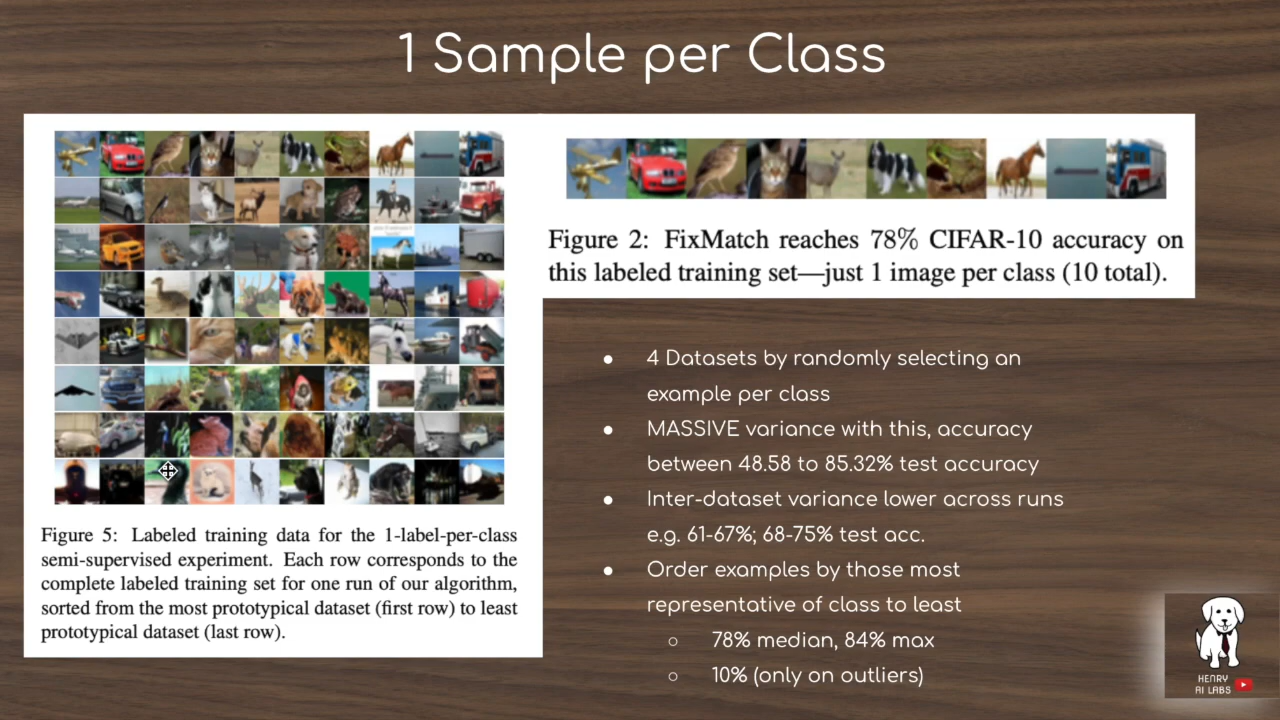 1 Sample per Class
Figure 2: FixMatch reaches 78% CIFAR-10 accuracy on
this labeled training set—just 1 image per class (10 total).
Figure 5: Labeled training data for the 1-label-per-class
semi-supervised experiment. Each row corresponds to the
complete labeled training set for one run of our algorithm,
sorted from the most prototypical dataset (first row) to least
prototypical dataset (last row).
● 4 Datasets by randomly selecting an
example per class
● MASSIVE variance with this, accuracy
between 48.58 to 85.32% test accuracy
● Inter-dataset variance lower across runs
e.g. 61-67%; 68-75% test acc.
● Order examples by those most
representative of class to least
○ 78% median, 84% max
○ 10% (only on outliers)
HENRY
AI LABS